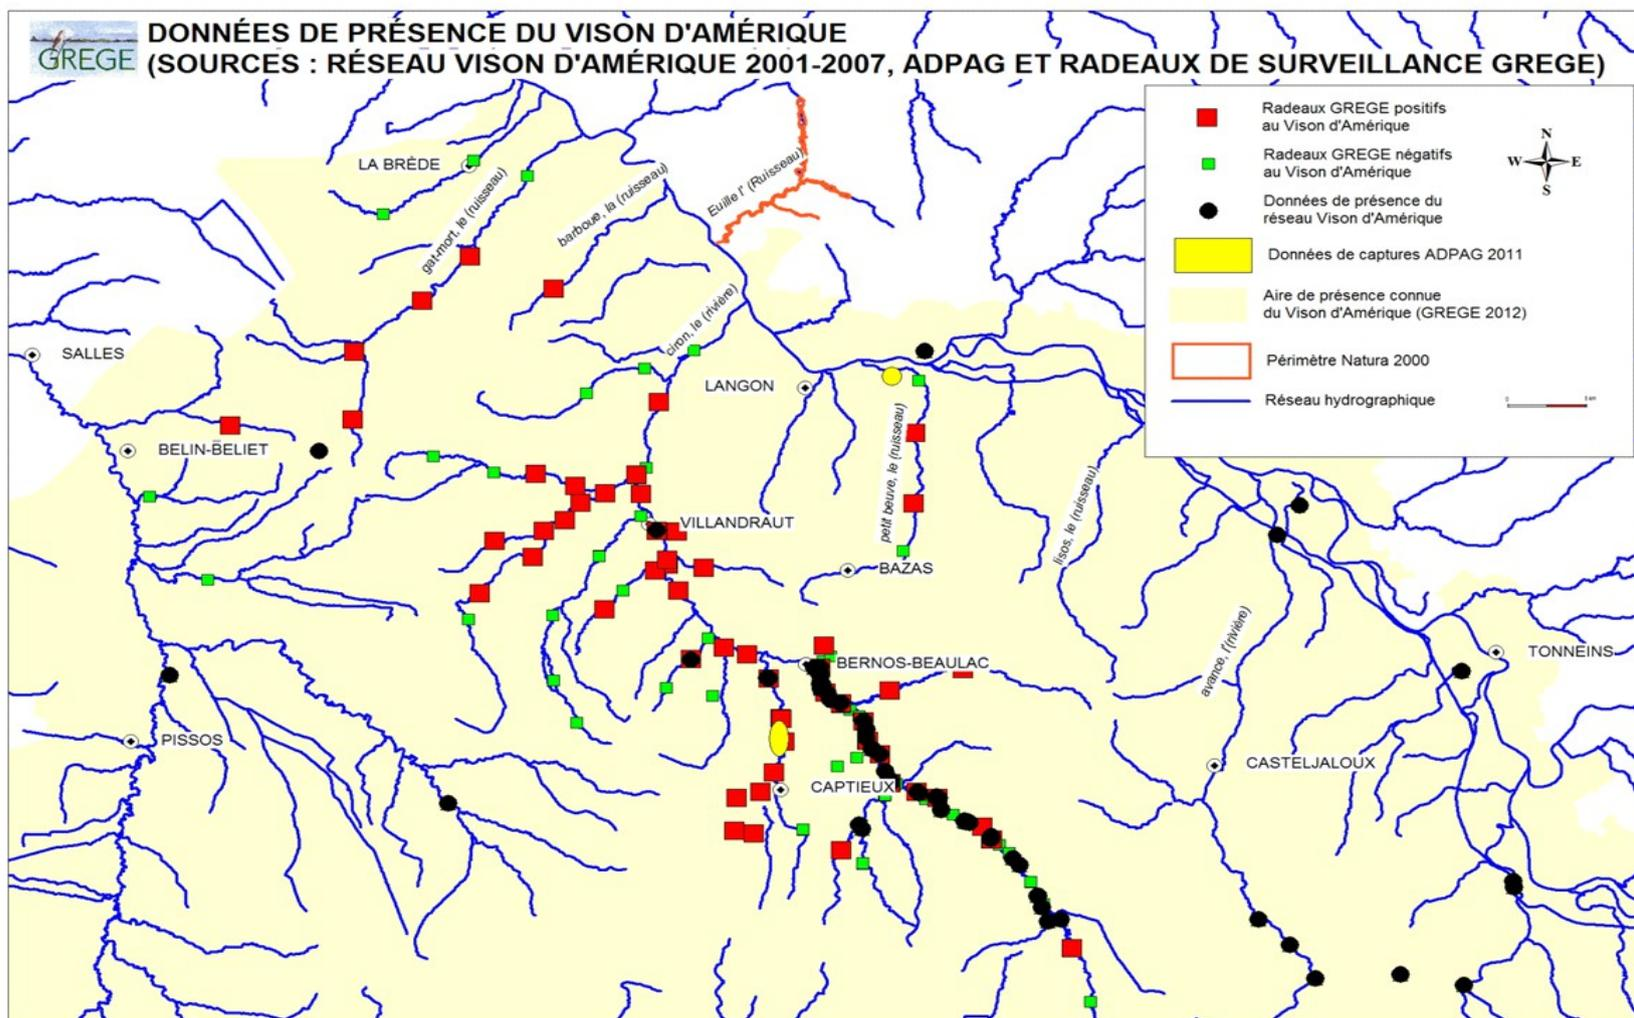 GREGE
DONNÉES DE PRÉSENCE DU VISON D'AMÉRIQUE
(SOURCES : RÉSEAU VISON D'AMÉRIQUE 2001-2007, ADPAG ET RADEAUX DE SURVEILLANCE GREGE)
Radeaux GREGE positifs
au Vison d'Amérique
Radeaux GREGE négatifs
au Vison d'Amérique
Données de présence du
réseau Vison d'Amérique
Données de captures ADPAG 2011
Aire de présence connue
du Vison d'Amérique (GREGE 2012)
Périmètre Natura 2000
Réseau hydrographique
N
W
E
S
LA BRÈDE
gat-mort, le (ruisseau)
barboue, la (ruisseau)
Euille l' (Ruisseau)
ciron, le (rivière)
SALLES
LANGON
BELIN-BELIET
petit beuve, le (ruisseau)
lisos, le (ruisseau)
VILLANDRAUT
BAZAS
avance, l'(rivière)
TONNEINS
BERNOS-BEAULAC
PISSOS
CASTELJALOUX
CAPTIEUX